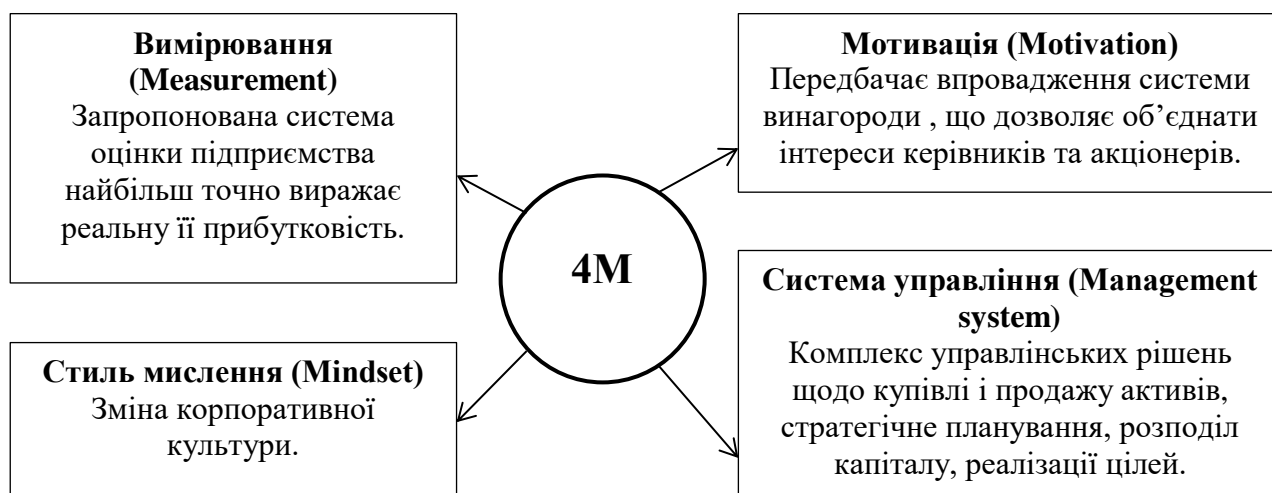 Вимірювання
(Measurement)
Запропонована система
оцінки підприємства
найбільш точно виражає
реальну її прибутковість.
Мотивація (Motivation)
Передбачає впровадження системи
винагороди , що дозволяє об’єднати
інтереси керівників та акціонерів.
4М
Стиль мислення (Mindset)
Зміна корпоративної
культури.
Система управління (Management
system)
Комплекс управлінських рішень
щодо купівлі і продажу активів,
стратегічне планування, розподіл
капіталу, реалізації цілей.